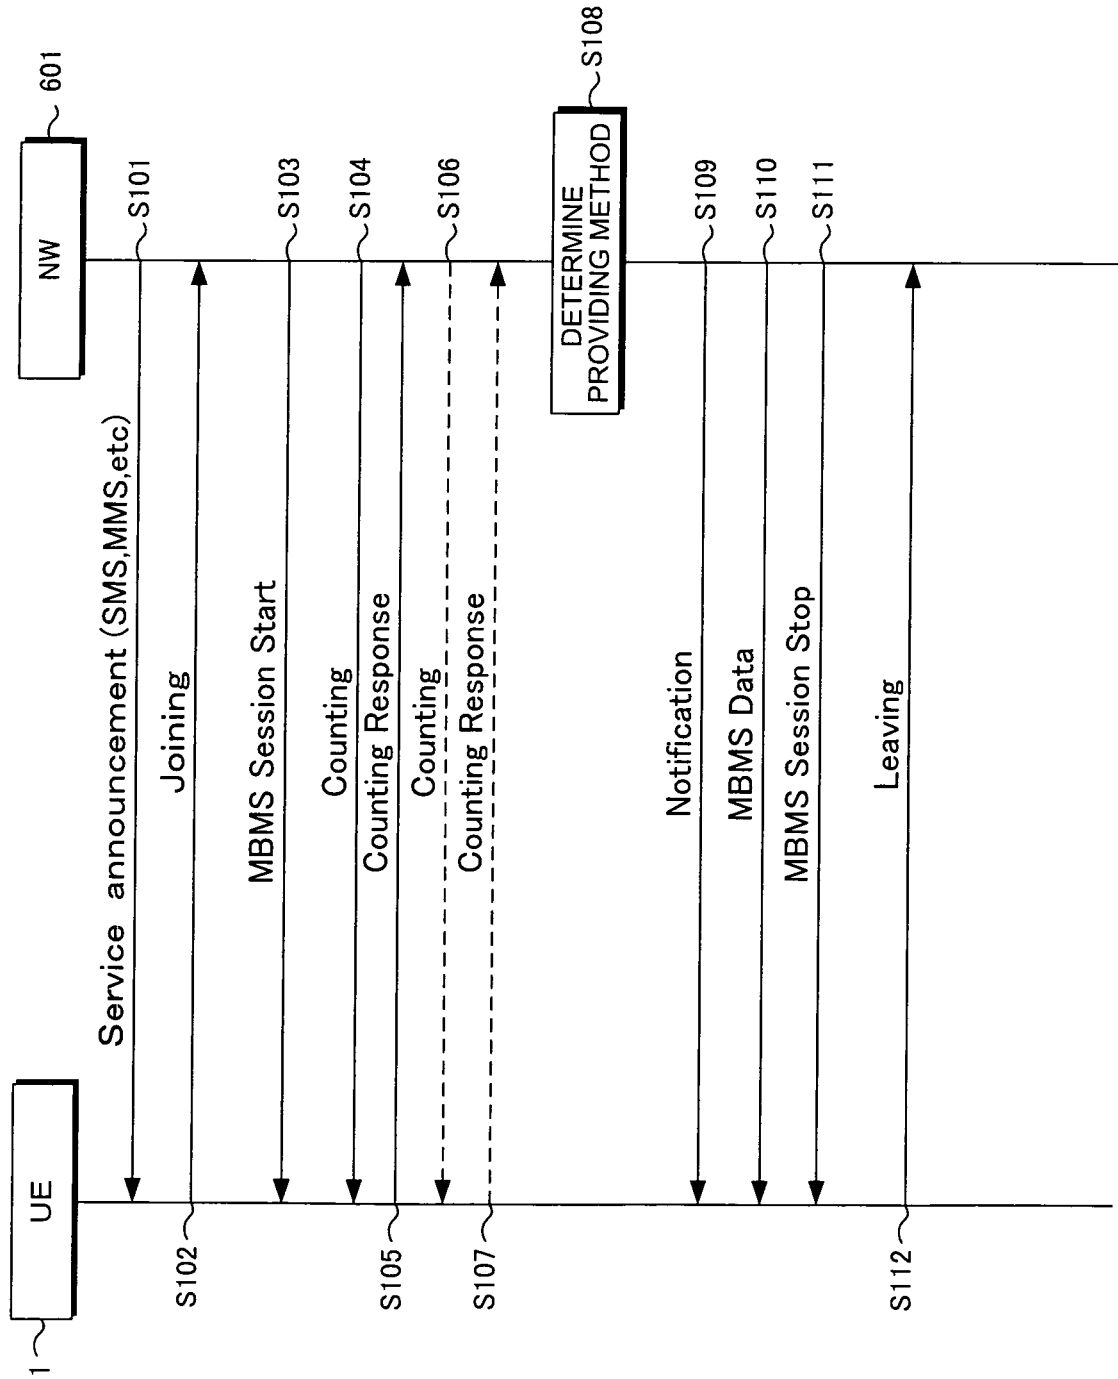 1
UE
NW
601
Service announcement (SMS,MMS,etc)
S101
Joining
S102
MBMS Session Start
S103
Counting
S104
Counting Response
S105
Counting
S106
Counting Response
S107
DETERMINE
PROVIDING METHOD
S108
Notification
S109
MBMS Data
S110
MBMS Session Stop
S111
Leaving
S112